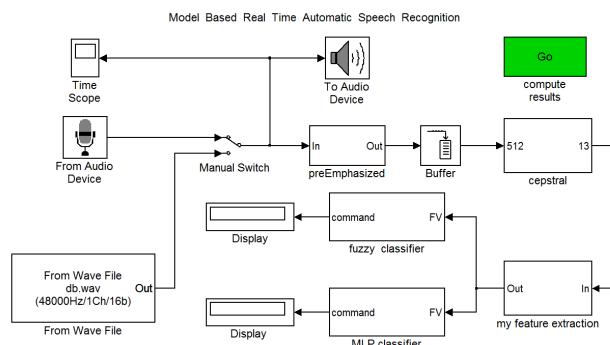 Model Based Real Time Automatic Speech Recognition
Time
Scope
To Audio
Device
Go
compute
results
From Audio
Device
Manual Switch
In Out
preEmphasized
Buffer
512 13
cepstral
Display
command FV
fuzzy classifier
From Wave File
db.wav
(48000Hz/1Ch/16b)
Out
From Wave File
Display
command FV
MLP classifier
Out In
my feature extraction